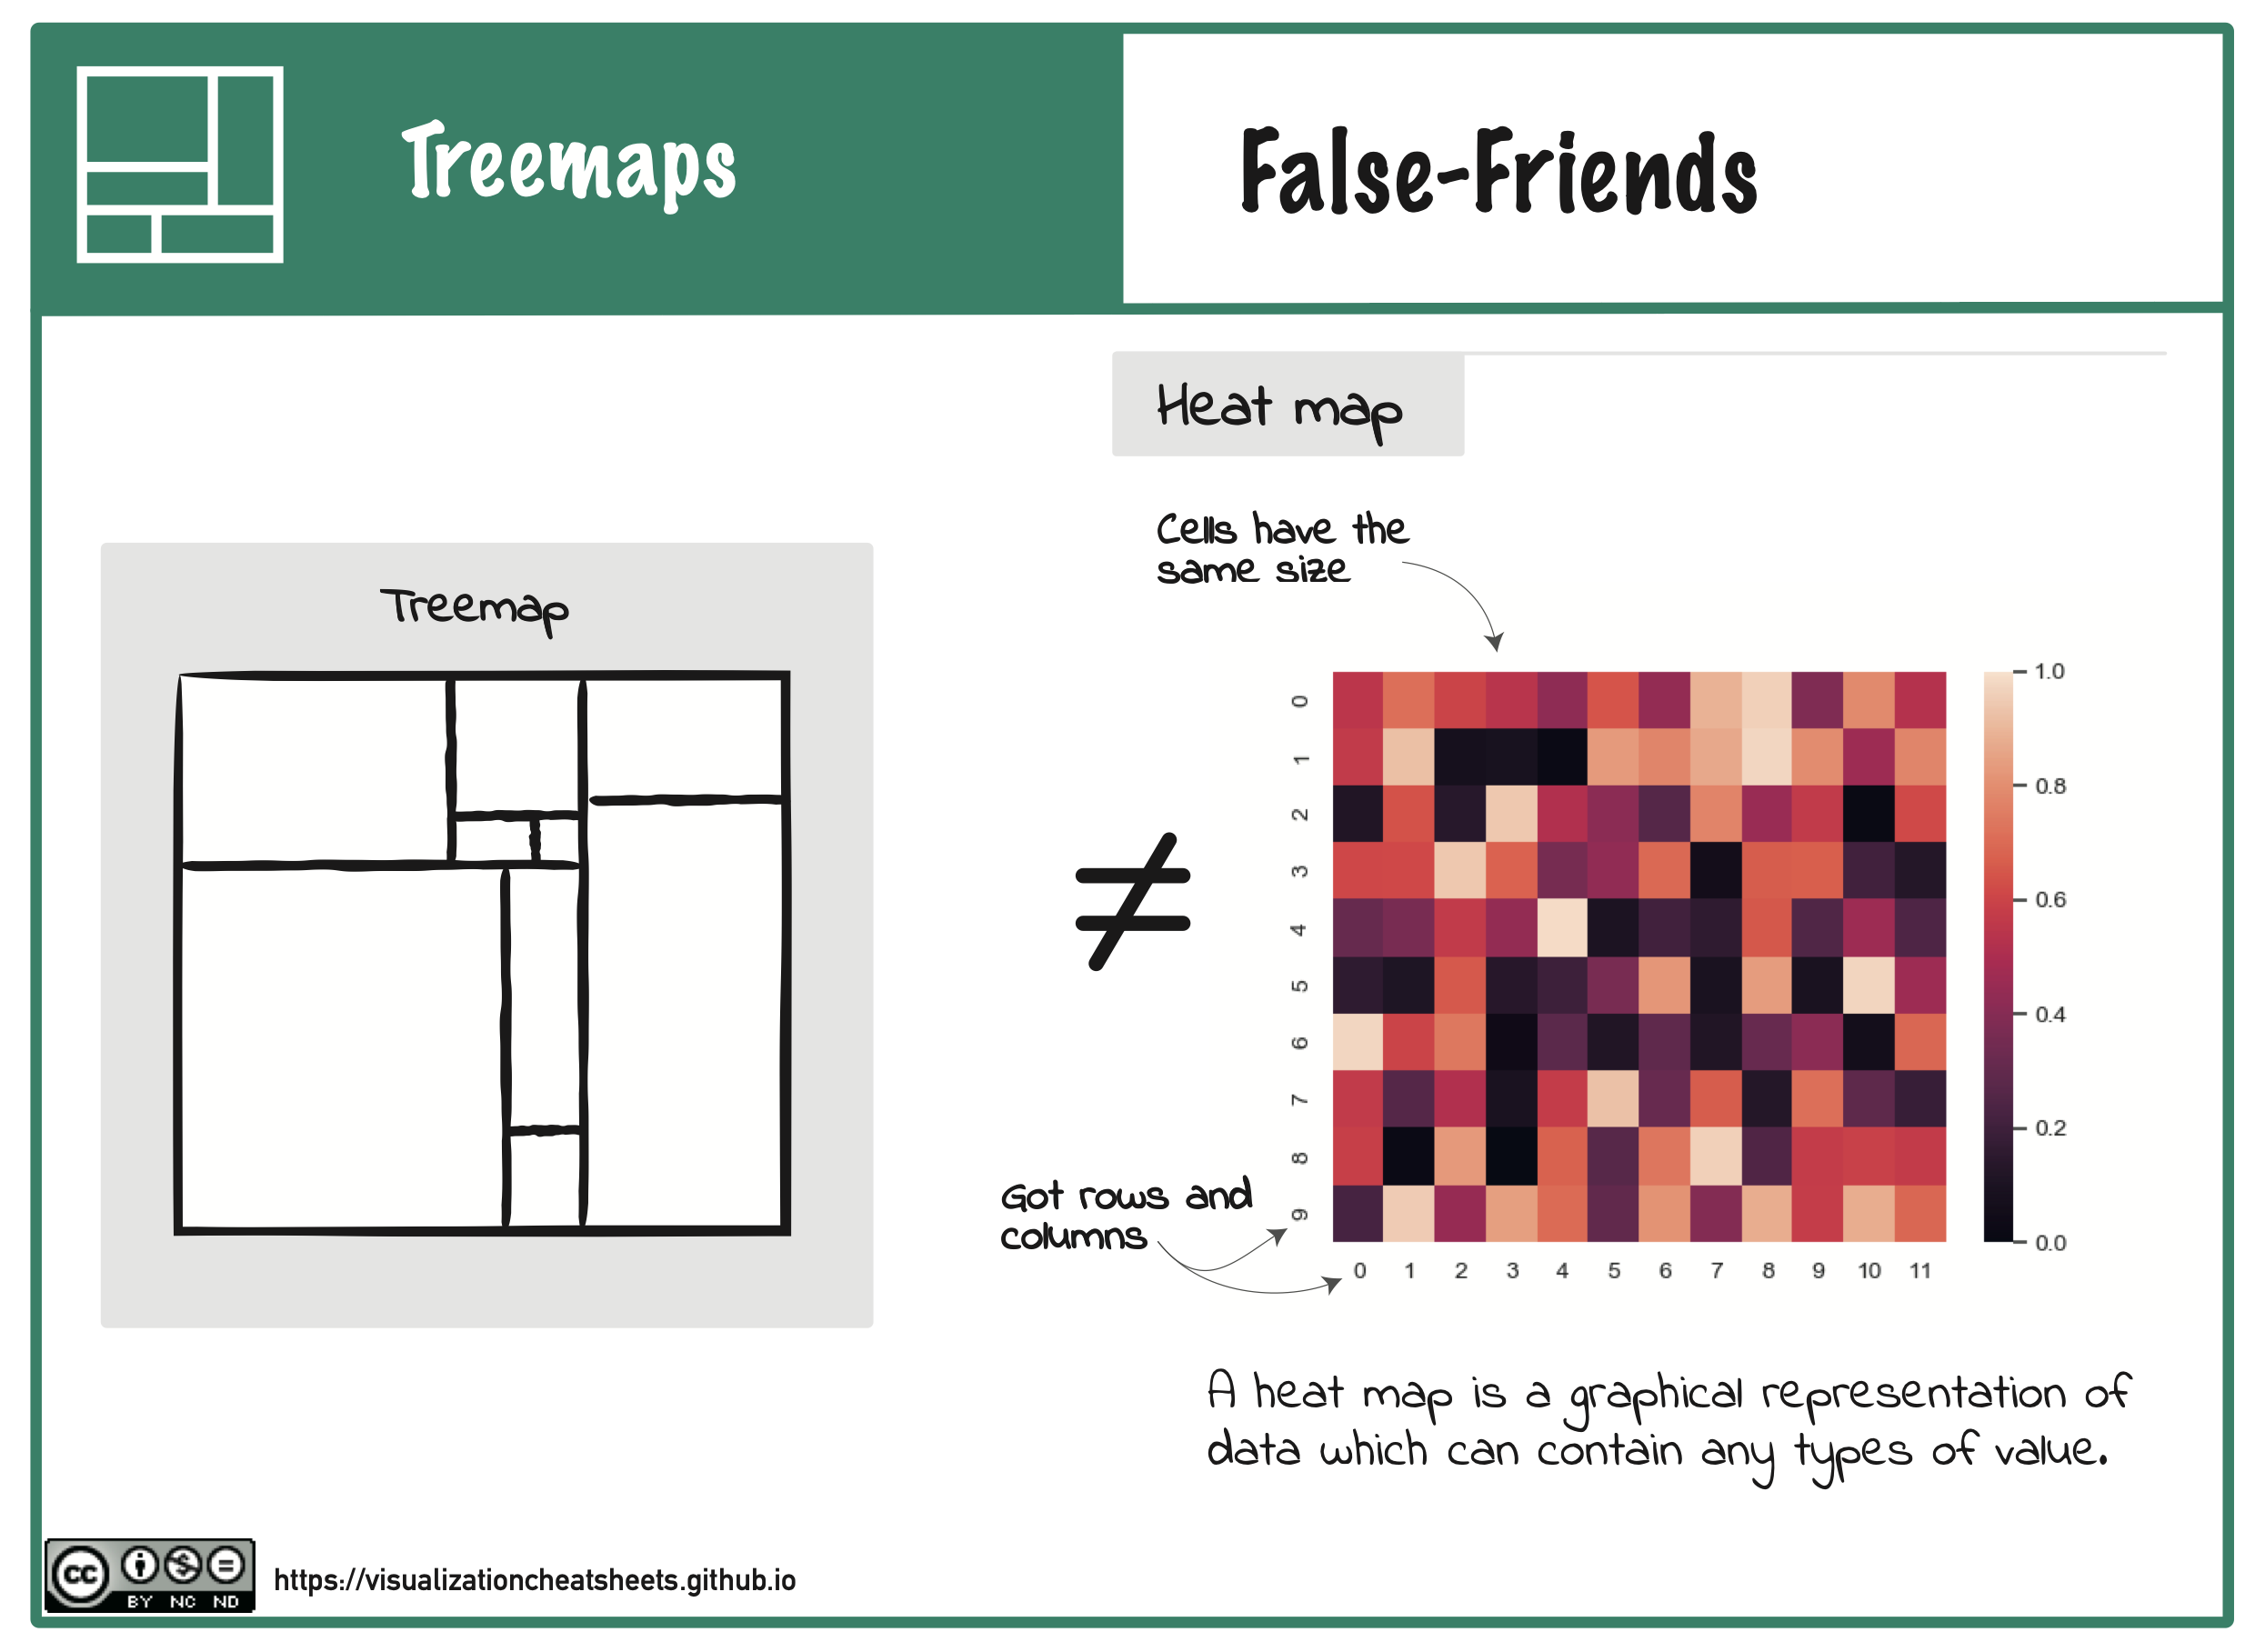 Treemaps
False-Friends
Heat map
Cells have the
same size
Treemap
≠
0
1
2
3
4
5
6
7
8
9
1.0
0.8
0.6
0.4
0.2
0.0
Got rows and
columns
0 1 2 3 4 5 6 7 8 9 10 11
A heat map is a graphical representation of
data which can contain any types of value.
cc BY NC ND
https://visualizationcheatsheets.github.io